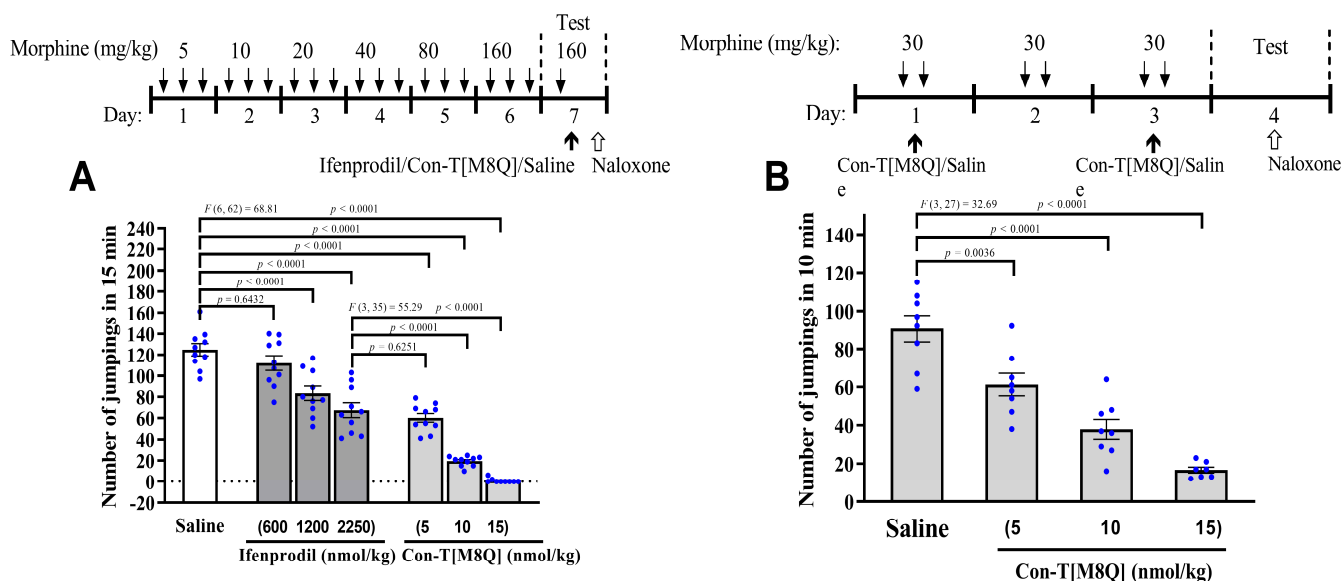 Test
Morphine (mg/kg) 5 10 20 40 80 160 160
Day: 1 2 3 4 5 6 7
Ifenprodil/Con-T[M8Q]/Saline Naloxone
A
F (6, 62) = 68.81 p < 0.0001
p < 0.0001
p < 0.0001
p < 0.0001
p < 0.0001
p = 0.6432
F (3, 35) = 55.29 p < 0.0001
p < 0.0001
p = 0.6251
Number of jumpings in 15 min
240
220
200
180
160
140
120
100
80
60
40
20
0
-20
Saline (600 1200 2250) (5 10 15)
Ifenprodil (nmol/kg) Con-T[M8Q] (nmol/kg)
Morphine (mg/kg): 30 30 30 Test
Day: 1 2 3 4
Con-T[M8Q]/Salin Con-T[M8Q]/Salin Naloxone
e e
B
F (3, 27) = 32.69 p < 0.0001
p < 0.0001
p = 0.0036
Number of jumpings in 10 min
140
120
100
80
60
40
20
0
Saline (5 10 15)
Con-T[M8Q] (nmol/kg)